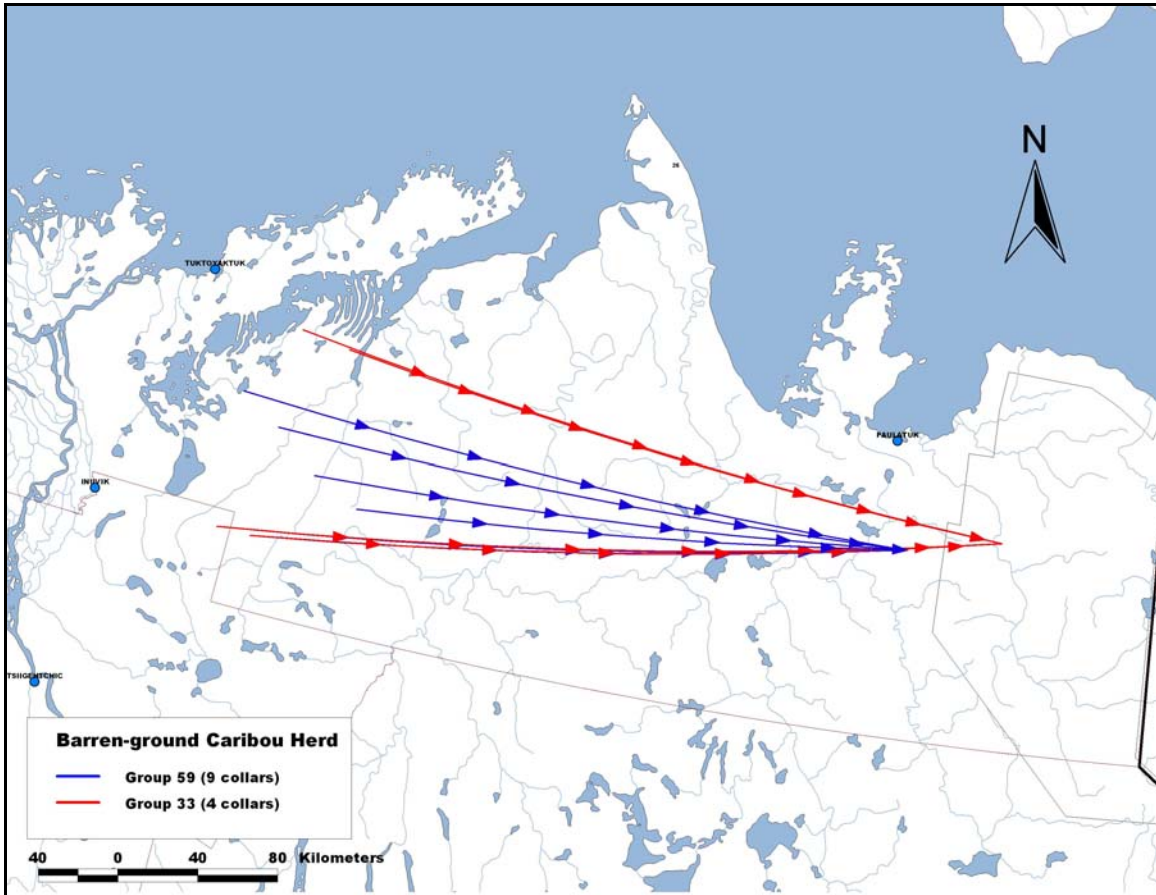 26
N
TUKTOYAKTUK
PAULATUK
INUVIK
TSIIGEHTCHIC
Barren-ground Caribou Herd
Group 59 (9 collars)
Group 33 (4 collars)
40 0 40 80 Kilometers